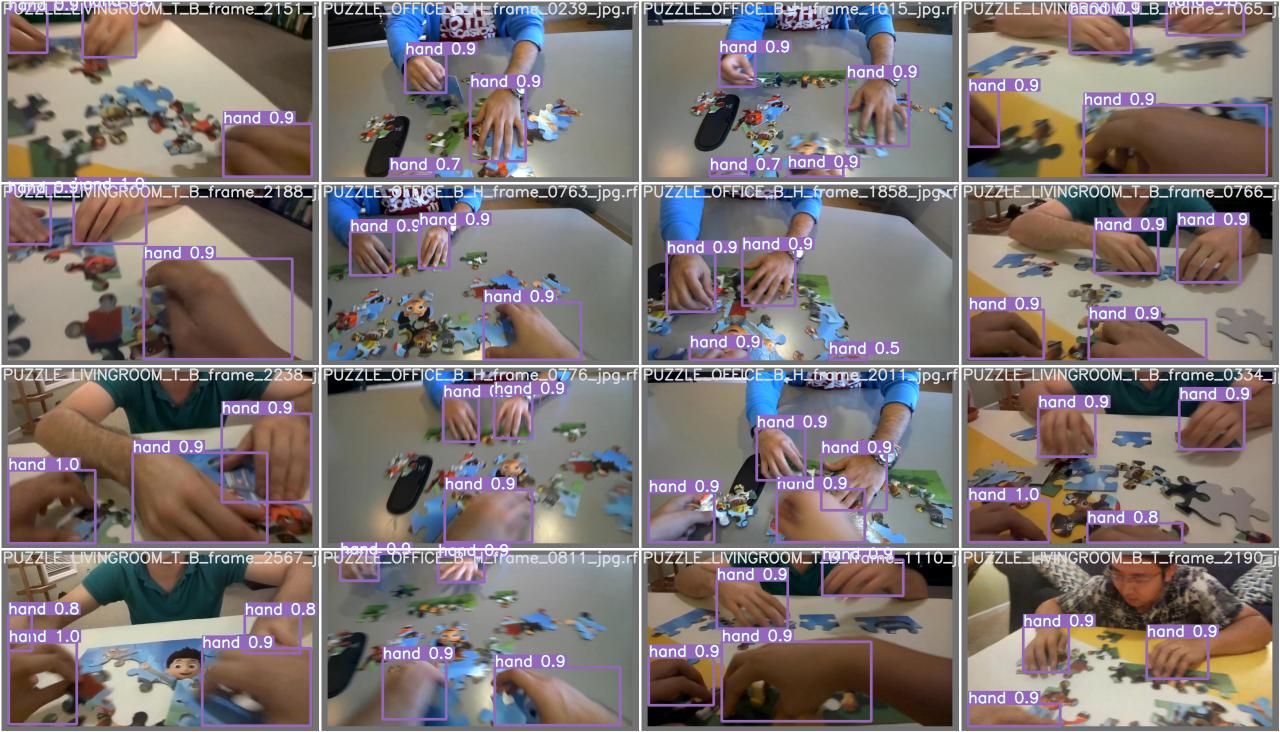 PUZZLE_LIVINGROOM_T_B_frame_2151_j
hand 0.9
hand 0.9
PUZZLE_OFFICE_B_H_frame_0239_jpg.rf
hand 0.9
hand 0.9
hand 0.7
PUZZLE_OFFICE_B_H_frame_1015_jpg.rf
hand 0.9
hand 0.9
hand 0.7
hand 0.9
hand 0.9
hand 0.9
PUZZLE_LIVINGROOM_T_B_frame_2188_j
hand 0.9
PUZZLE_OFFICE_B_H_frame_0763_jpg.rf
hand 0.9
hand 0.9
hand 0.9
PUZZLE_OFFICE_B_H_frame_1858_jpg.rf
hand 0.9
hand 0.9
hand 0.9
hand 0.5
PUZZLE_LIVINGROOM_T_B_frame_0766_j
hand 0.9
hand 0.9
hand 0.9
hand 0.9
PUZZLE_LIVINGROOM_T_B_frame_2238_j
hand 0.9
hand 0.9
hand 1.0
PUZZLE_OFFICE_B_H_frame_0776_jpg.rf
hand 0.9
hand 0.9
PUZZLE_OFFICE_B_H_frame_2011_jpg.rf
hand 0.9
hand 0.9
hand 0.9
hand 0.9
PUZZLE_LIVINGROOM_T_B_frame_0334_j
hand 0.9
hand 0.9
hand 1.0
hand 0.8
PUZZLE_LIVINGROOM_T_B_frame_2567_j
hand 0.8
hand 0.8
hand 1.0
hand 0.9
PUZZLE_OFFICE_B_H_frame_0811_jpg.rf
hand 0.9
hand 0.9
hand 0.9
hand 0.9
hand 0.9
PUZZLE_LIVINGROOM_B_T_frame_2190_j
hand 0.9
hand 0.9
hand 0.9